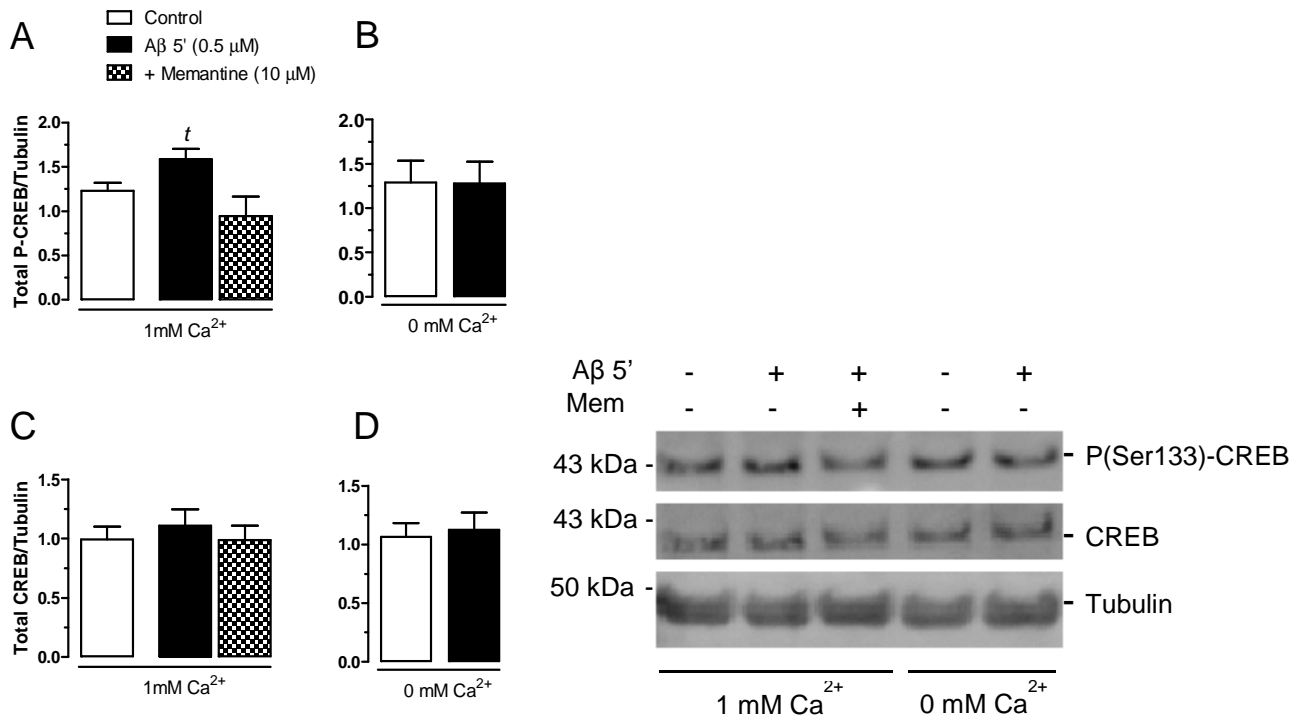 A
Control
Aβ 5' (0.5 μM)
+ Memantine (10 μM)
B
Total P-CREB/Tubulin
2.0
1.5
1.0
0.5
0.0
t
1mM Ca²⁺
2.0
1.5
1.0
0.5
0.0
0 mM Ca²⁺
C
Total CREB/Tubulin
1.5
1.0
0.5
0.0
1mM Ca²⁺
D
1.5
1.0
0.5
0.0
0 mM Ca²⁺
Aβ 5’ - + + - +
Mem - - + - -
43 kDa - - P(Ser133)-CREB
43 kDa - - CREB
50 kDa - - Tubulin
1 mM Ca²⁺ 0 mM Ca²⁺